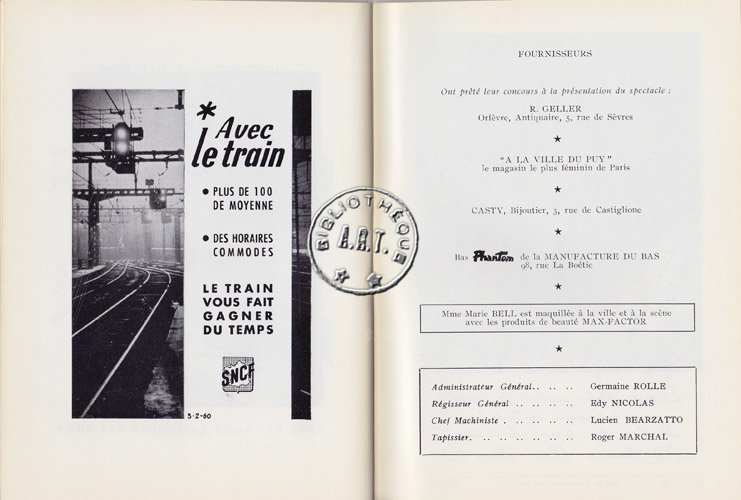 * Avec
le train
• PLUS DE 100
DE MOYENNE
• DES HORAIRES
COMMODES
LE TRAIN
VOUS FAIT
GAGNER
DU TEMPS
SNCF
3-2-60
BIBLIOTHÈQUE
A.R.T.
FOURNISSEURS
Ont prêté leur concours à la présentation du spectacle :
R. GELLER
Orfèvre, Antiquaire, 5, rue de Sèvres
"A LA VILLE DU PUY"
le magasin le plus féminin de Paris
CASTY, Bijoutier, 3, rue de Castiglione
Bas Phantom de la MANUFACTURE DU BAS
98, rue La Boétie
Mme Marie BELL est maquillée à la ville et à la scène
avec les produits de beauté MAX-FACTOR
Administrateur Général.. .. .. Germaine ROLLE
Régisseur Général .. .. .. .. Edy NICOLAS
Chef Machiniste . .. .. .. .. Lucien BEARZATTO
Tapissier. .. .. .. .. .. .. Roger MARCHAL